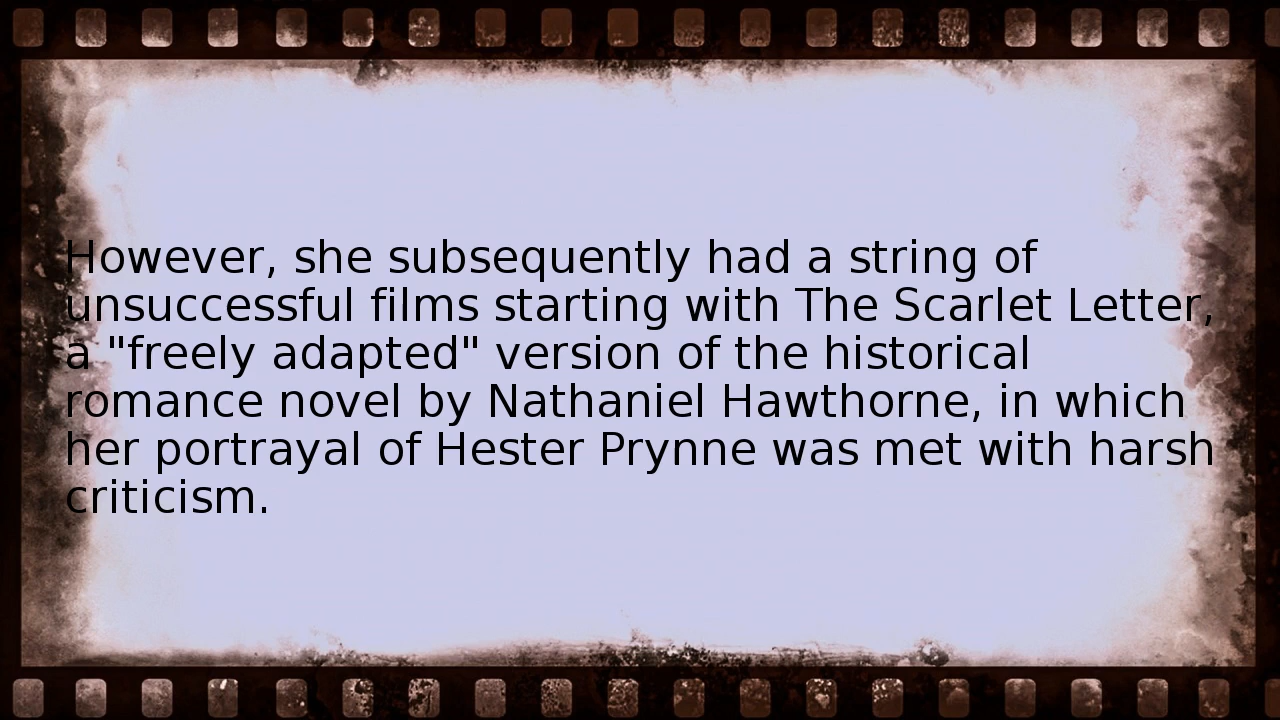 However, she subsequently had a string of
unsuccessful films starting with The Scarlet Letter,
a "freely adapted" version of the historical
romance novel by Nathaniel Hawthorne, in which
her portrayal of Hester Prynne was met with harsh
criticism.